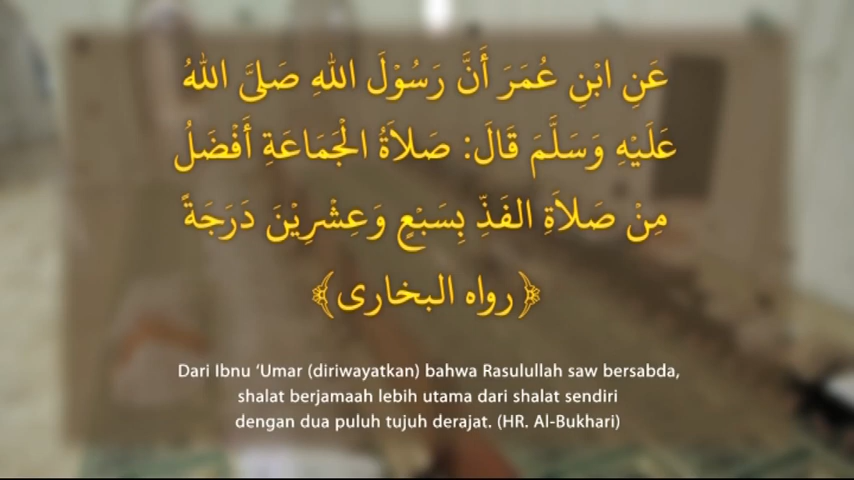 عَنِ ابْنِ عُمَرَ أَنَّ رَسُوْلَ اللهِ صَلىَّ اللهُ
عَلَيْهِ وَسَلَّمَ قَالَ: صَلاَةُ الْجَمَاعَةِ أَفْضَلُ
مِنْ صَلاَةِ الفَذِّ بِسَبْعٍ وَعِشْرِيْنَ دَرَجَةً
﴿رواه البخارى﴾
Dari Ibnu ‘Umar (diriwayatkan) bahwa Rasulullah saw bersabda,
shalat berjamaah lebih utama dari shalat sendiri
dengan dua puluh tujuh derajat. (HR. Al-Bukhari)